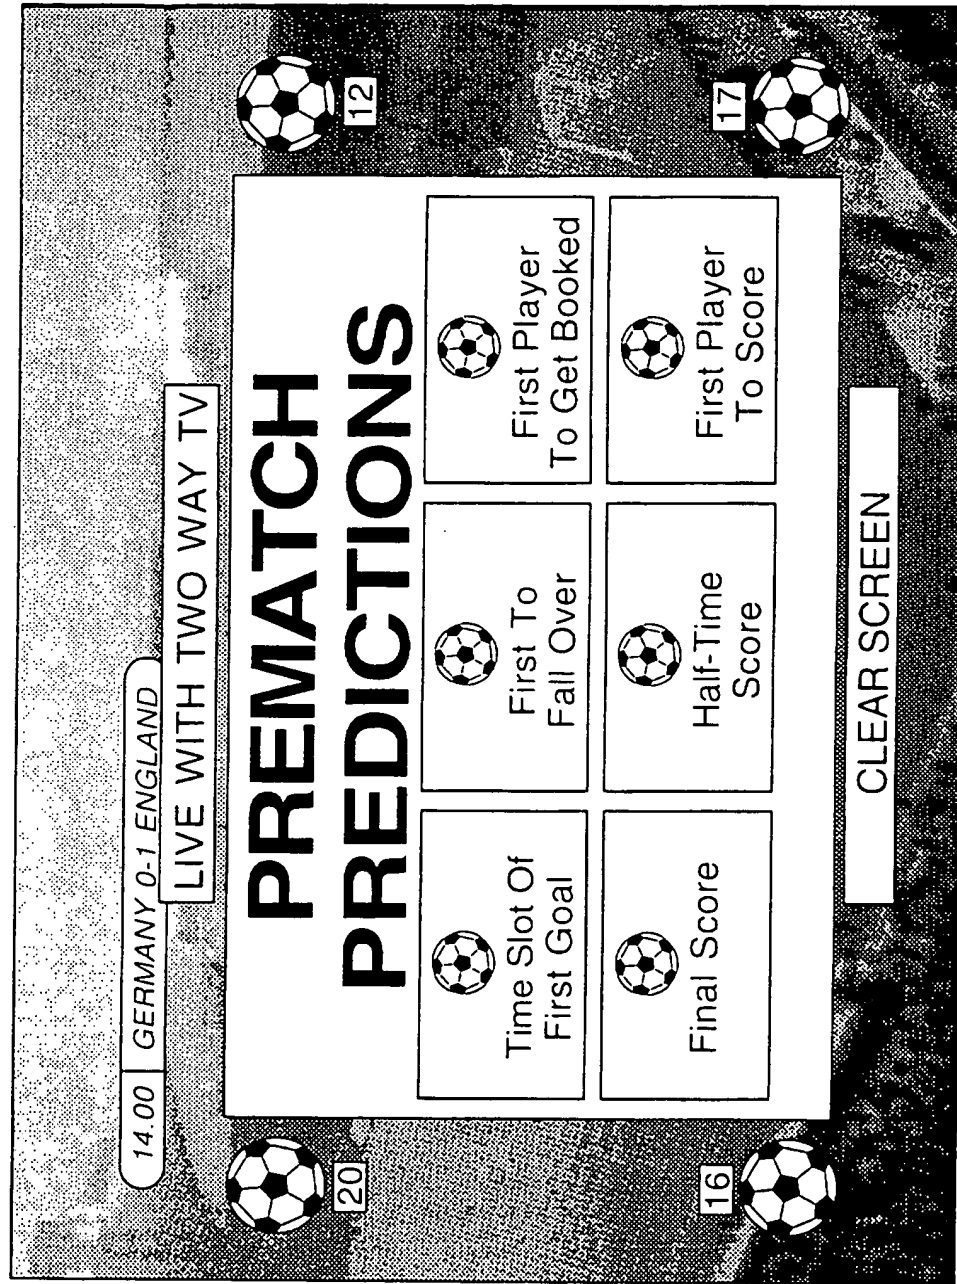 14.00 GERMANY 0-1 ENGLAND
LIVE WITH TWO WAY TV
20
12
PREMATCH
PREDICTIONS
Time Slot Of
First Goal
First To
Fall Over
First Player
To Get Booked
Final Score
Half-Time
Score
First Player
To Score
16
17
CLEAR SCREEN